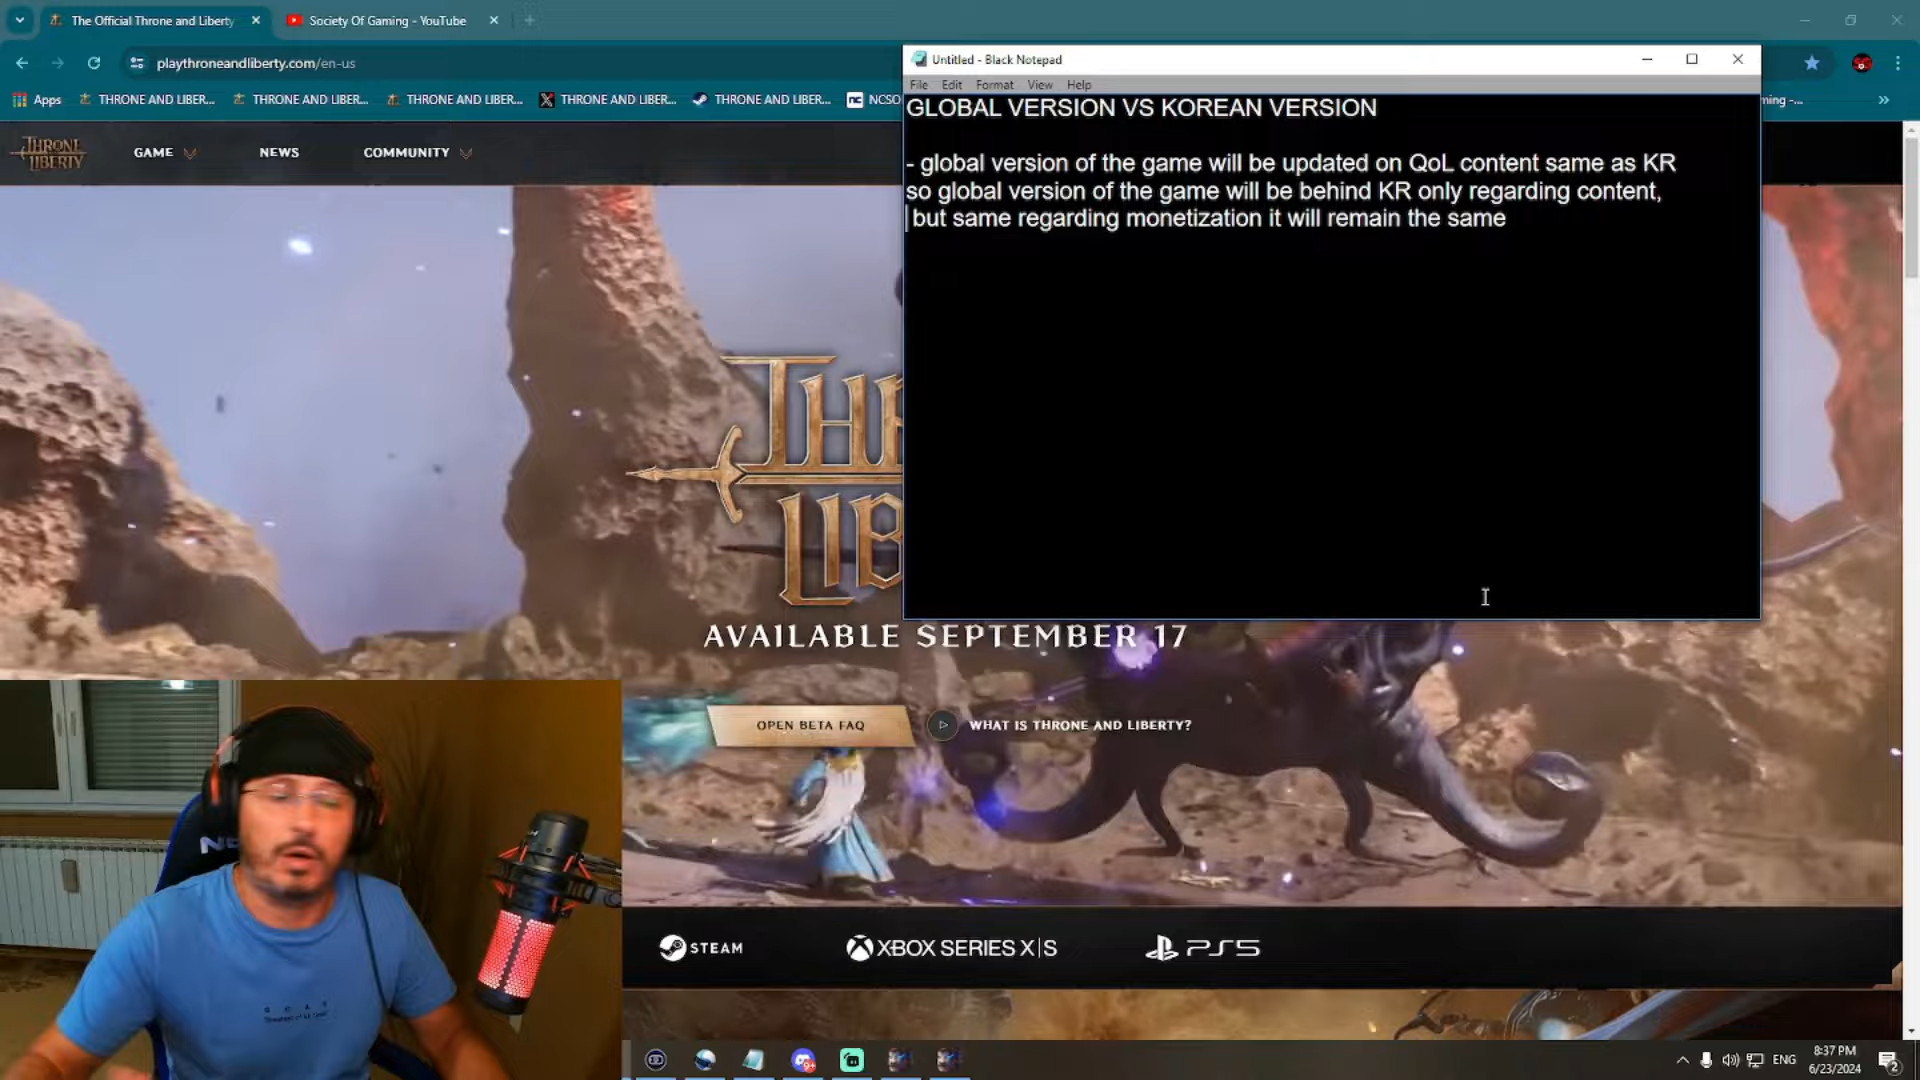 The Official Throne and Liberty
Society Of Gaming - YouTube
playthroneandliberty.com/en-us
Apps
THRONE AND LIBER...
THRONE AND LIBER...
THRONE AND LIBER...
THRONE AND LIBER...
THRONE AND LIBER...
NCSO
ming -...
Untitled - Black Notepad
File Edit Format View Help
GLOBAL VERSION VS KOREAN VERSION
- global version of the game will be updated on QoL content same as KR
so global version of the game will be behind KR only regarding content,
but same regarding monetization it will remain the same
THRONE LIBERTY
GAME
NEWS
COMMUNITY
AVAILABLE SEPTEMBER 17
OPEN BETA FAQ
WHAT IS THRONE AND LIBERTY?
STEAM
XBOX SERIES X|S
PS5
GOAT
ENG
8:37 PM
6/23/2024
2